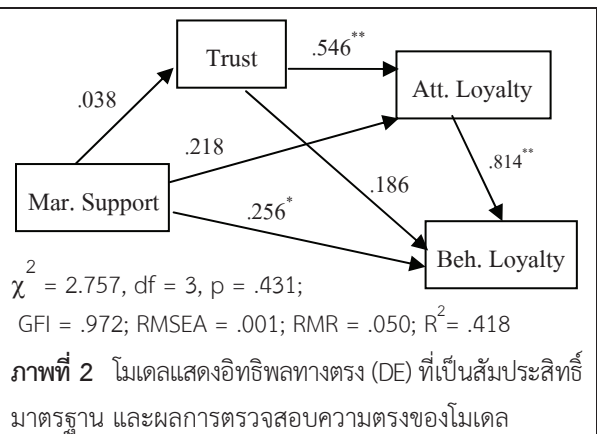 Trust
.546**
Att. Loyalty
.038
.218
.814**
Mar. Support
.186
.256*
Beh. Loyalty
χ² = 2.757, df = 3, p = .431;
GFI = .972; RMSEA = .001; RMR = .050; R² = .418
ภาพที่ 2 โมเดลแสดงอิทธิพลทางตรง (DE) ที่เป็นสัมประสิทธิ์
มาตรฐาน และผลการตรวจสอบความตรงของโมเดล